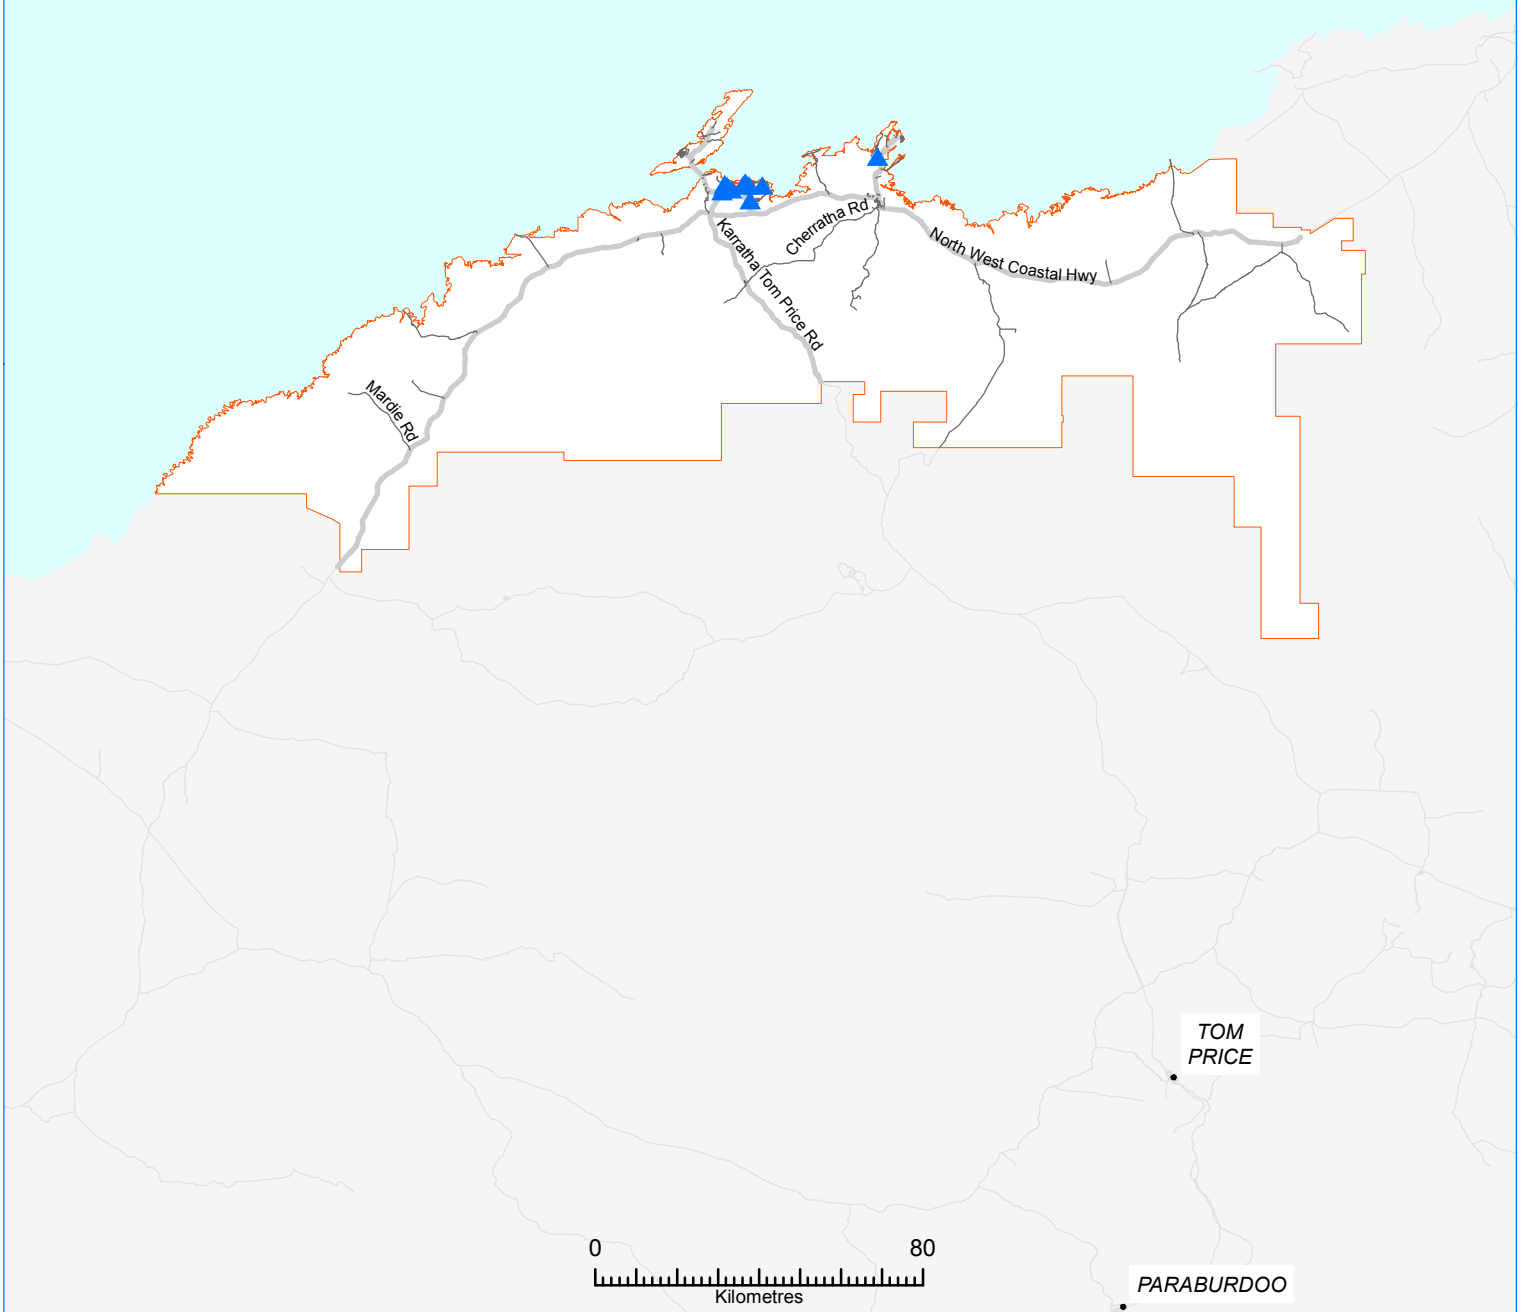 Cherratha Rd
Karratha Tom Price Rd
North West Coastal Hwy
Mardie Rd
TOM
PRICE
0
80
Kilometres
PARABURDOO